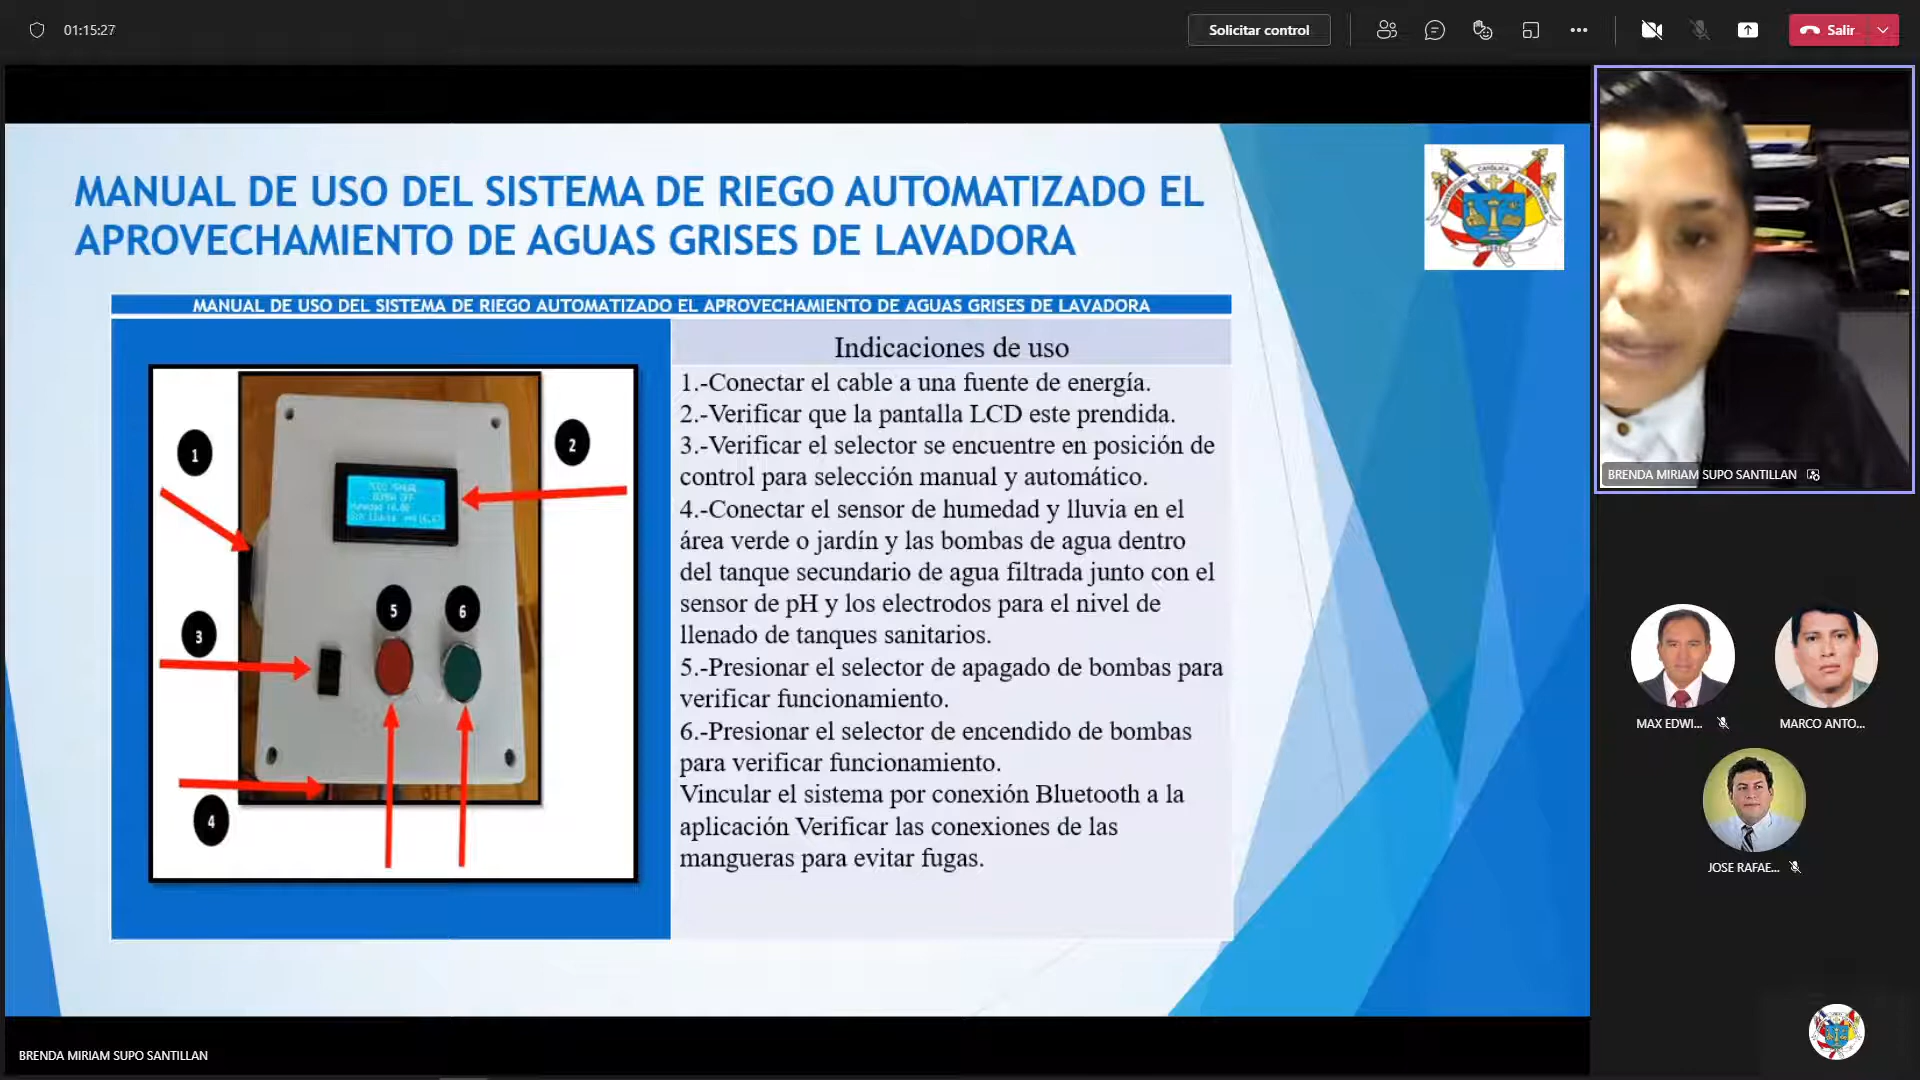 01:15:27
Solicitar control
Salir
MANUAL DE USO DEL SISTEMA DE RIEGO AUTOMATIZADO EL
APROVECHAMIENTO DE AGUAS GRISES DE LAVADORA
MANUAL DE USO DEL SISTEMA DE RIEGO AUTOMATIZADO EL APROVECHAMIENTO DE AGUAS GRISES DE LAVADORA
1
2
3
4
5
6
Indicaciones de uso
1.-Conectar el cable a una fuente de energía.
2.-Verificar que la pantalla LCD este prendida.
3.-Verificar el selector se encuentre en posición de
control para selección manual y automático.
4.-Conectar el sensor de humedad y lluvia en el
área verde o jardín y las bombas de agua dentro
del tanque secundario de agua filtrada junto con el
sensor de pH y los electrodos para el nivel de
llenado de tanques sanitarios.
5.-Presionar el selector de apagado de bombas para
verificar funcionamiento.
6.-Presionar el selector de encendido de bombas
para verificar funcionamiento.
Vincular el sistema por conexión Bluetooth a la
aplicación Verificar las conexiones de las
mangueras para evitar fugas.
BRENDA MIRIAM SUPO SANTILLAN
MAX EDWI...
MARCO ANTO...
JOSE RAFAE...
BRENDA MIRIAM SUPO SANTILLAN